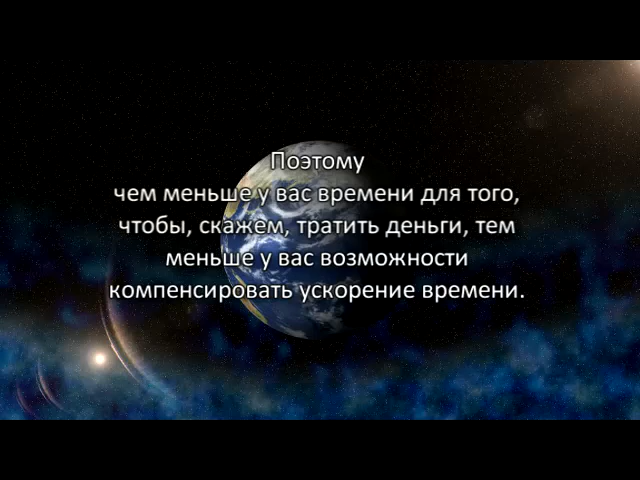 Поэтому
чем меньше у вас времени для того,
чтобы, скажем, тратить деньги, тем
меньше у вас возможности
компенсировать ускорение времени.